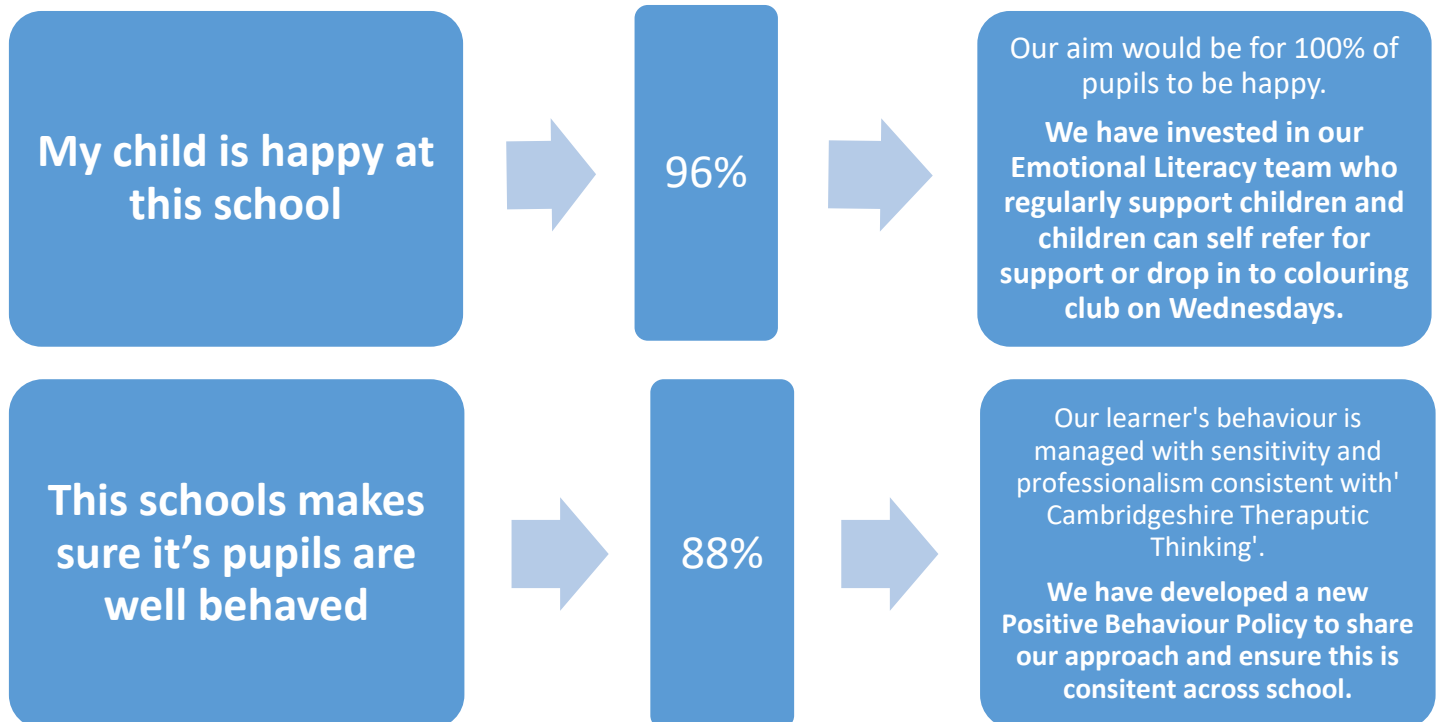 My child is happy at
this school
96%
Our aim would be for 100% of
pupils to be happy.
We have invested in our
Emotional Literacy team who
regularly support children and
children can self refer for
support or drop in to colouring
club on Wednesdays.
This schools makes
sure it’s pupils are
well behaved
88%
Our learner's behaviour is
managed with sensitivity and
professionalism consistent with'
Cambridgeshire Theraputic
Thinking'.
We have developed a new
Positive Behaviour Policy to share
our approach and ensure this is
consitent across school.